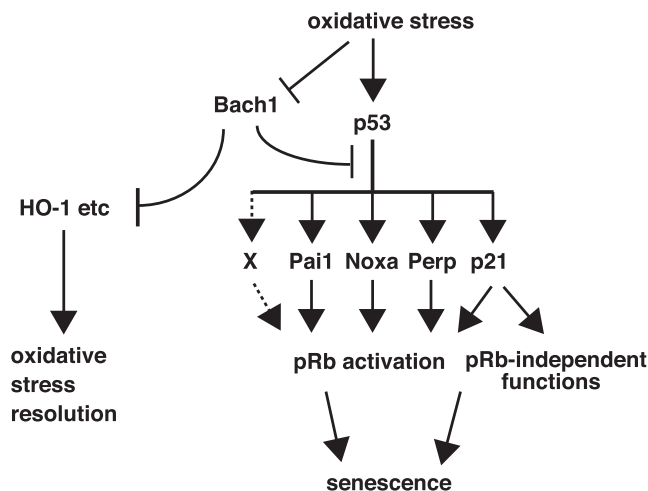 oxidative stress
Bach1
p53
HO-1 etc
X Pai1 Noxa Perp p21
oxidative
stress
resolution
pRb activation
pRb-independent
functions
senescence